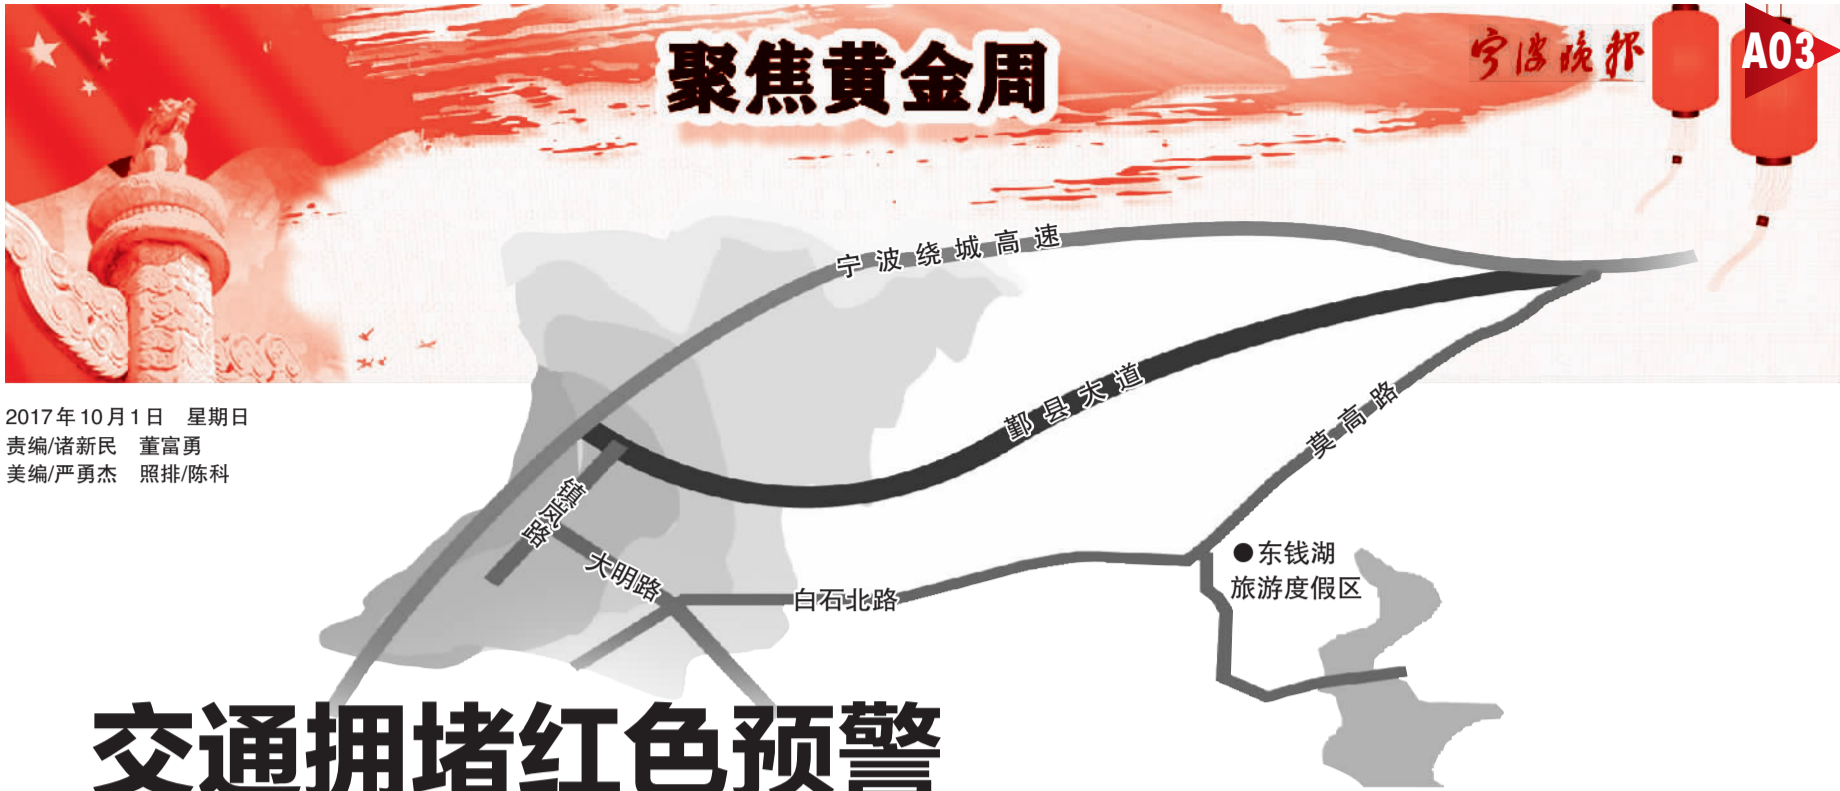 聚焦黄金周
宁波晚报
A03
2017年10月1日 星期日
责编/诸新民 董富勇
美编/严勇杰 照排/陈科
宁波绕城高速
鄞县大道
莫高路
镇岚路
大明路
白石北路
东钱湖
旅游度假区
交通拥堵红色预警